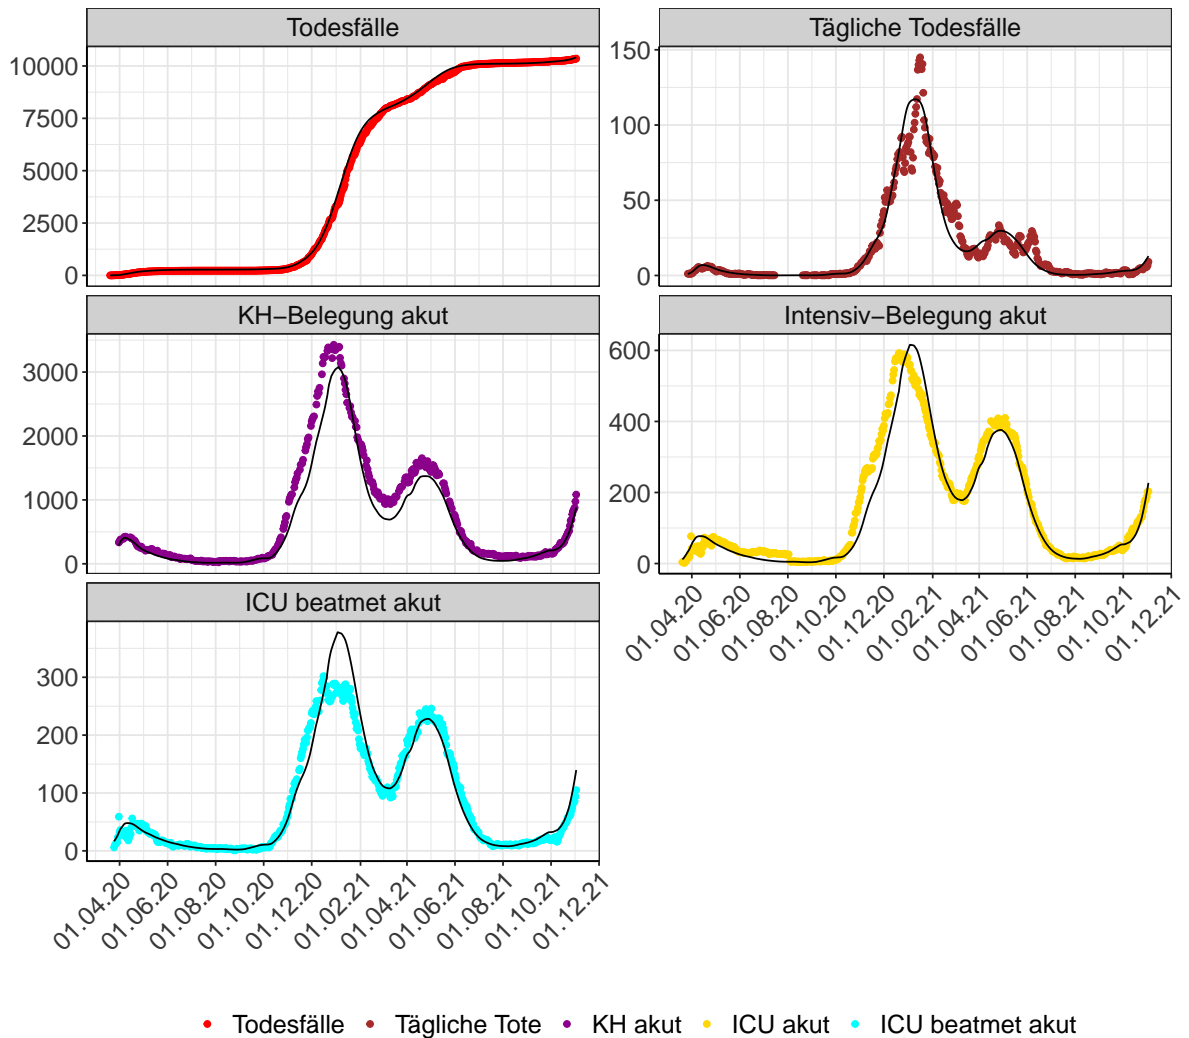 Todesfälle
Tägliche Todesfälle
10000
7500
5000
2500
0
150
100
50
0
KH−Belegung akut
Intensiv−Belegung akut
3000
2000
1000
0
600
400
200
0
01.04.20 01.06.20 01.08.20 01.10.20 01.12.20 01.02.21 01.04.21 01.06.21 01.08.21 01.10.21 01.12.21
ICU beatmet akut
300
200
100
0
01.04.20 01.06.20 01.08.20 01.10.20 01.12.20 01.02.21 01.04.21 01.06.21 01.08.21 01.10.21 01.12.21
Todesfälle Tägliche Tote KH akut ICU akut ICU beatmet akut